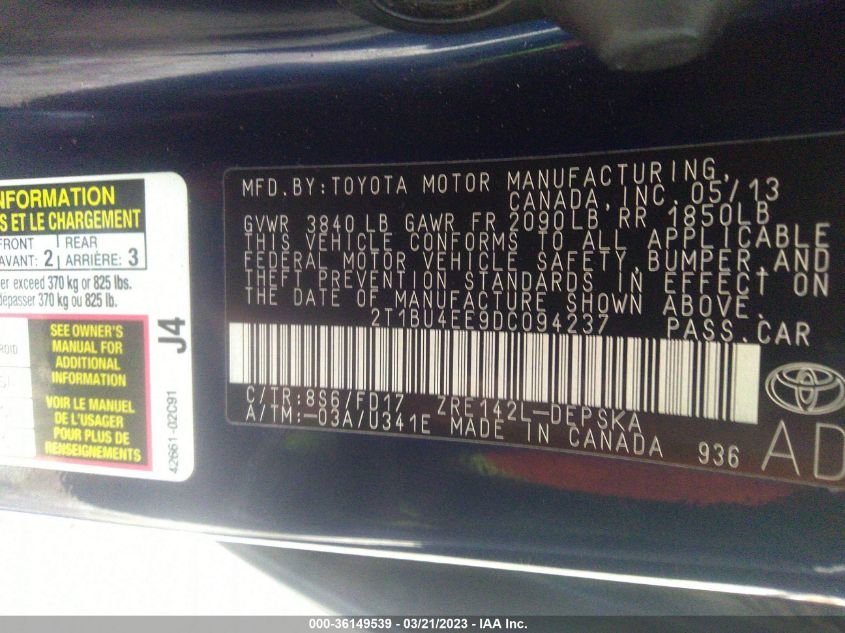 INFORMATION
S ET LE CHARGEMENT
FRONT REAR
AVANT: 2 ARRIÈRE: 3
er exceed 370 kg or 825 lbs.
dépasser 370 kg ou 825 lb.
SEE OWNER'S
MANUAL FOR
ADDITIONAL
INFORMATION
VOIR LE MANUEL
DE L'USAGER
POUR PLUS DE
RENSEIGNEMENTS
J4
42661-02C91
MFD.BY:TOYOTA MOTOR MANUFACTURING,
CANADA,INC.05/13
GVWR 3840LB GAWR FR 2090LB RR 1850LB
THIS VEHICLE CONFORMS TO ALL APPLICABLE
FEDERAL MOTOR VEHICLE SAFETY,BUMPER,AND
THEFT PREVENTION STANDARDS IN EFFECT ON
THE DATE OF MANUFACTURE SHOWN ABOVE.
2T1BU4EE9DC094237 PASS.CAR
C/TR:8S6/FD17 ZRE142L-DEPSKA
A/TM:-03A/U341E MADE IN CANADA 936
AD
000-36149539 - 03/21/2023 - IAA Inc.